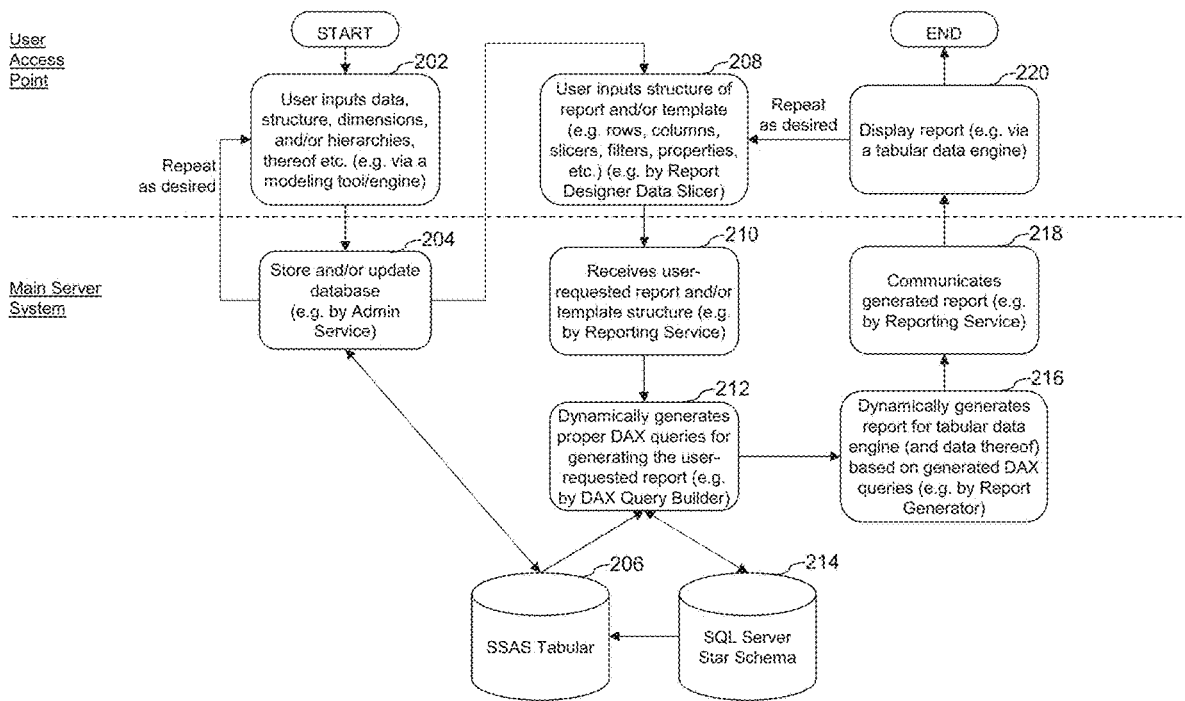 User
Access
Point
START
202
User inputs data,
structure, dimensions,
and/or hierarchies,
thereof etc. (e.g. via a
modeling tool/engine)
Repeat
as desired
208
User inputs structure of
report and/or template
(e.g. rows, columns,
slicers, filters, properties,
etc.) (e.g. by Report
Designer Data Slicer)
Repeat
as desired
END
220
Display report (e.g. via
a tabular data engine)
Main Server
System
204
Store and/or update
database
(e.g. by Admin
Service)
210
Receives user-
requested report and/or
template structure (e.g.
by Reporting Service)
218
Communicates
generated report (e.g.
by Reporting Service)
212
Dynamically generates
proper DAX queries for
generating the user-
requested report (e.g.
by DAX Query Builder)
216
Dynamically generates
report for tabular data
engine (and data thereof)
based on generated DAX
queries (e.g. by Report
Generator)
206
SSAS Tabular
214
SQL Server
Star Schema